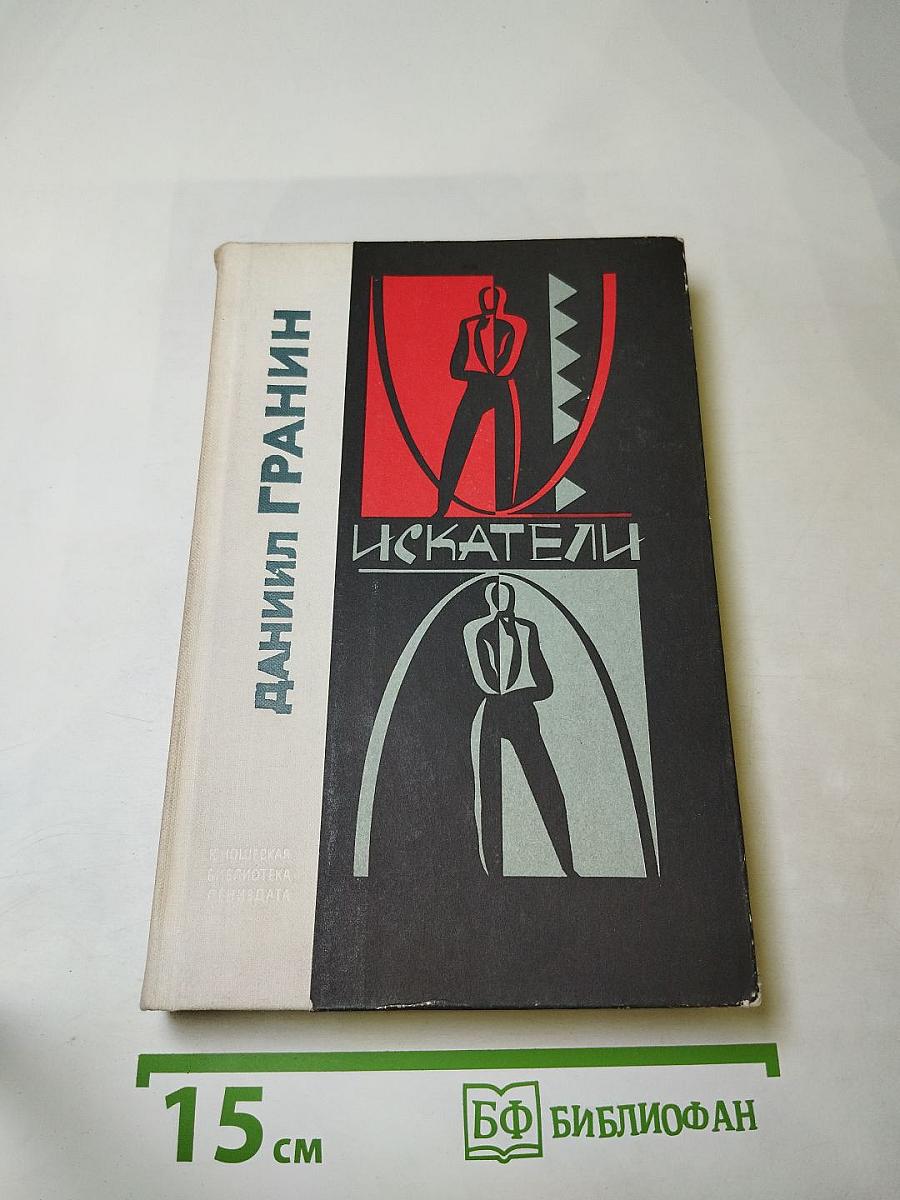 ДАНИИЛ ГРАНИН
ИСКАТЕЛИ
ЮНОШЕСКАЯ
БИБЛИОТЕКА
ЛЕНИЗДАТА
15 см
БФ БИБЛИОФАН